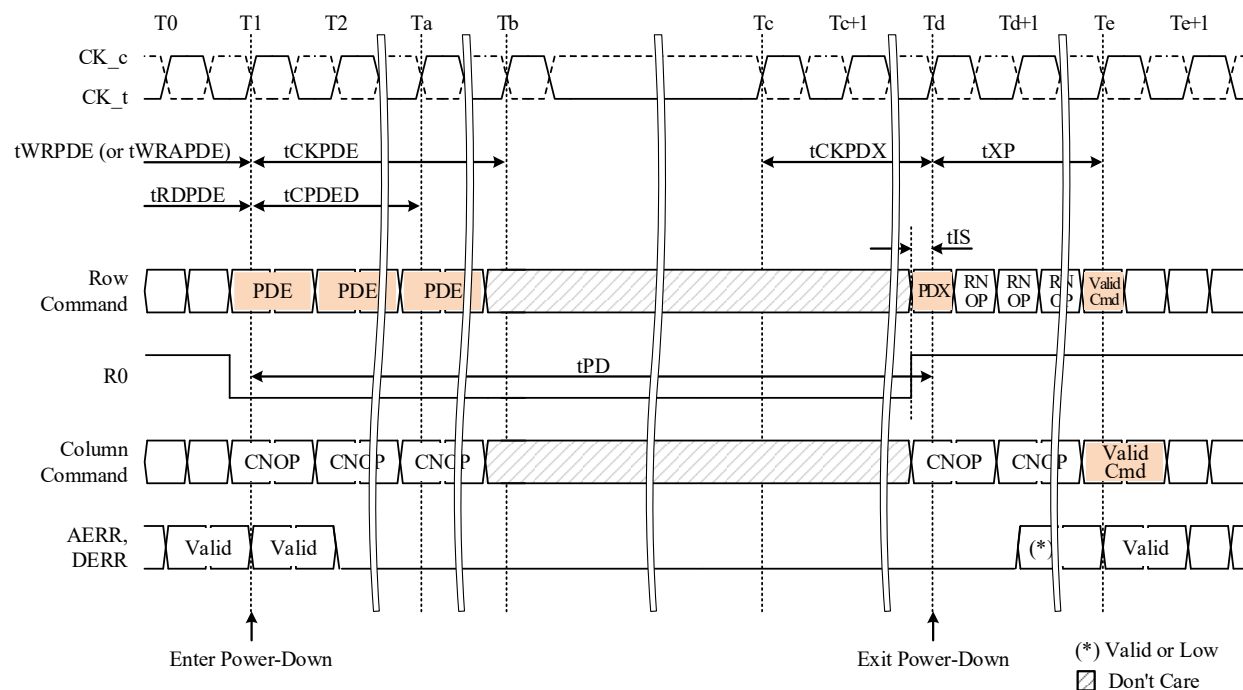 T0 T1 T2 Ta Tb Tc Tc+1 Td Td+1 Te Te+1
CK_c
CK_t
tWRPDE (or tWRAPDE) tCKPDE tCKPDX tXP
tRDPDE tCPDED
tIS
Row
Command
PDE PDE PDE PDX RN
OP RN
OP RN
OP Valid
Cmd
R0 tPD
Column
Command
CNOP CNOP CNOP CNOP CNOP Valid
Cmd
AERR,
DERR
Valid Valid (*) Valid
Enter Power-Down Exit Power-Down
(*) Valid or Low
Don't Care